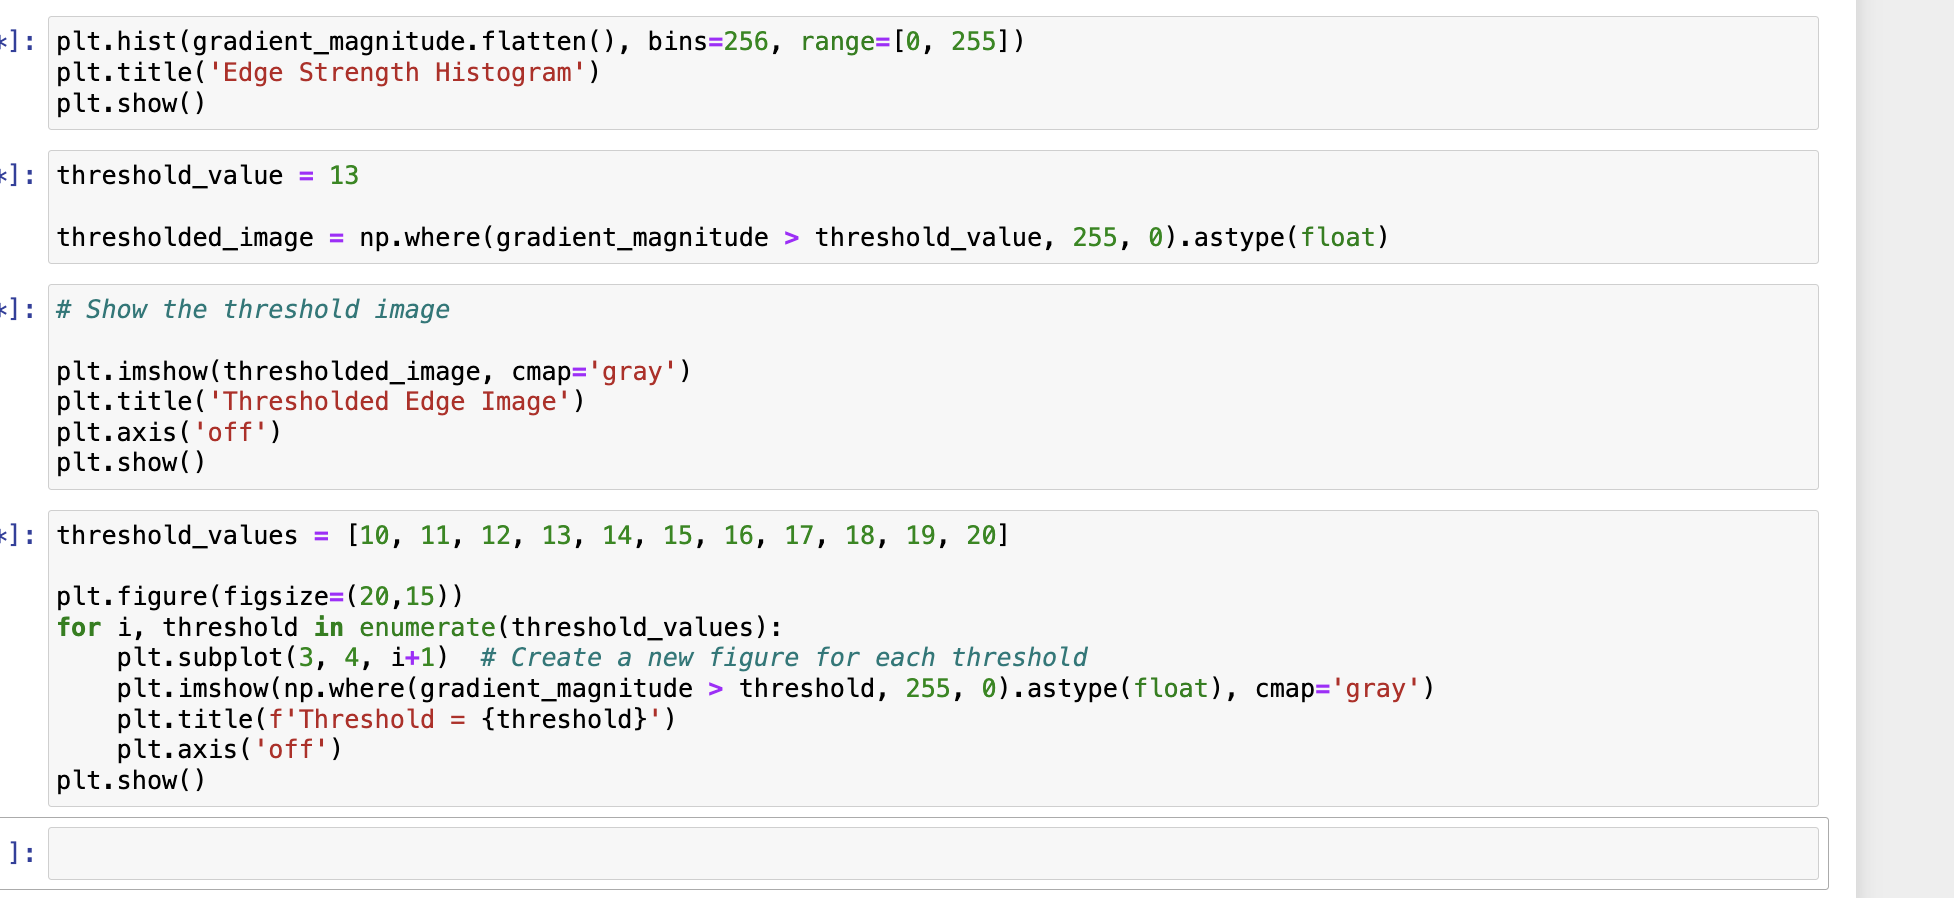 *]:
plt.hist(gradient_magnitude.flatten(), bins=256, range=[0, 255])
plt.title('Edge Strength Histogram')
plt.show()
*]:
threshold_value = 13
thresholded_image = np.where(gradient_magnitude > threshold_value, 255, 0).astype(float)
*]:
# Show the threshold image
plt.imshow(thresholded_image, cmap='gray')
plt.title('Thresholded Edge Image')
plt.axis('off')
plt.show()
*]:
threshold_values = [10, 11, 12, 13, 14, 15, 16, 17, 18, 19, 20]
plt.figure(figsize=(20,15))
for i, threshold in enumerate(threshold_values):
    plt.subplot(3, 4, i+1)  # Create a new figure for each threshold
    plt.imshow(np.where(gradient_magnitude > threshold, 255, 0).astype(float), cmap='gray')
    plt.title(f'Threshold = {threshold}')
    plt.axis('off')
plt.show()
]: